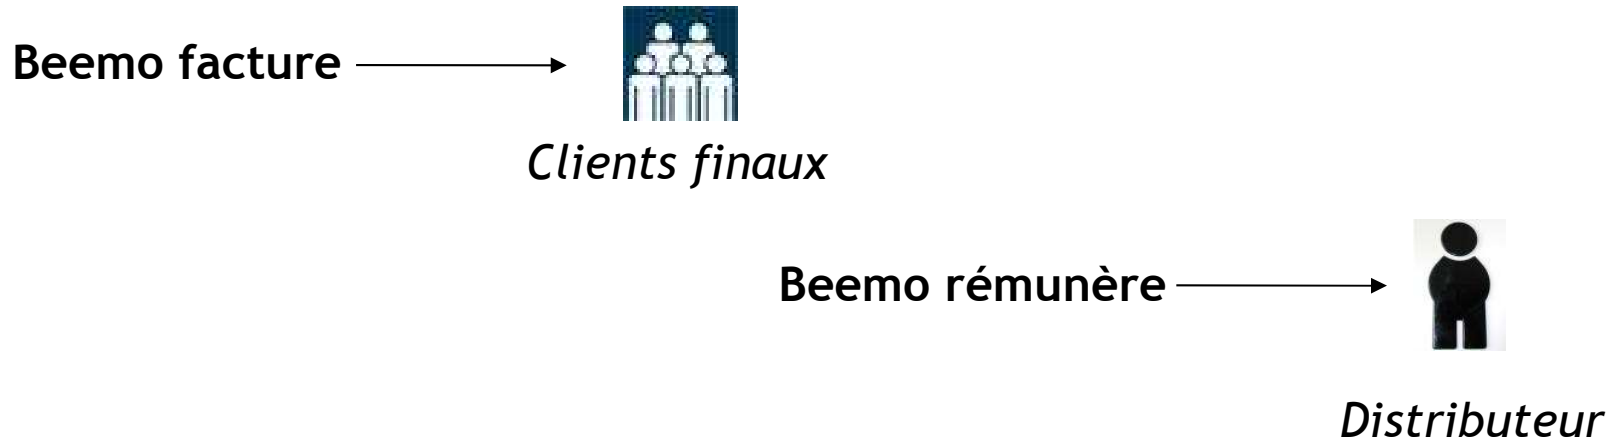 Beemo facture
Clients finaux
Beemo rémunère
Distributeur